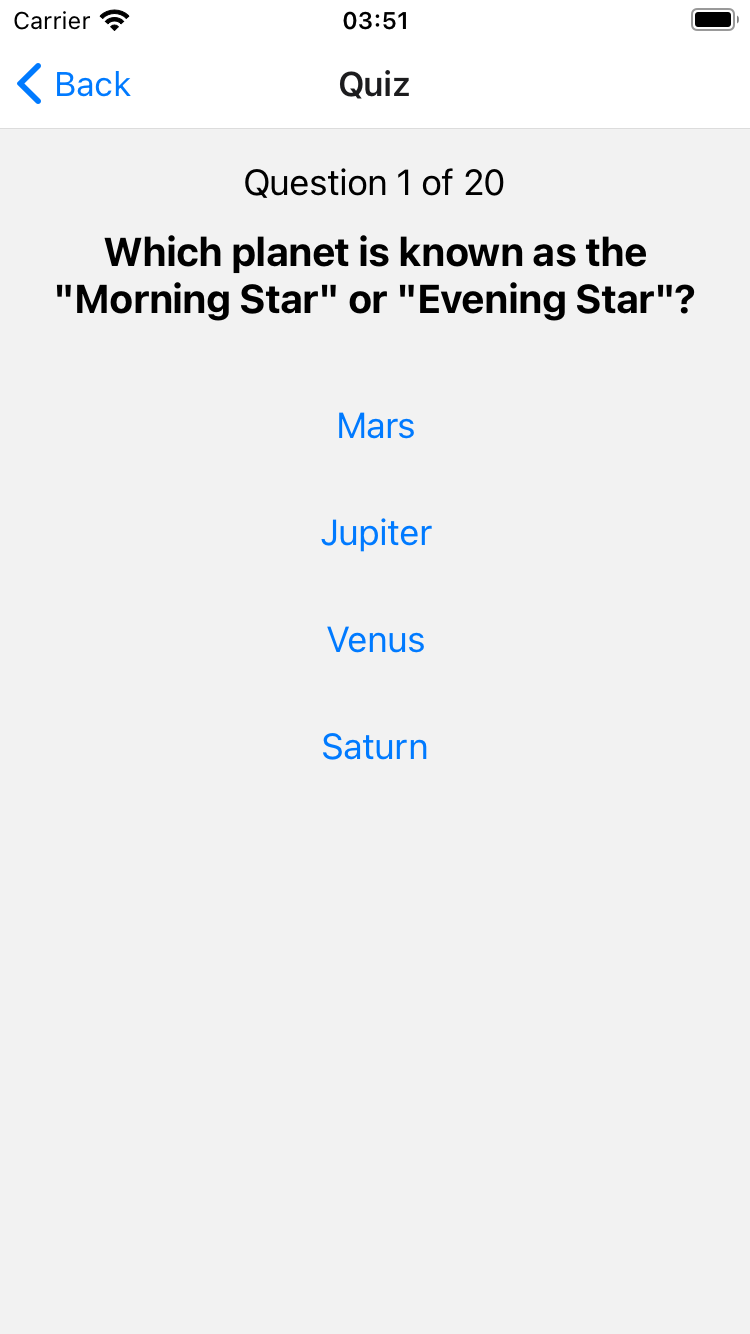 Carrier 03:51
Back Quiz
Question 1 of 20
Which planet is known as the
"Morning Star" or "Evening Star"?
Mars
Jupiter
Venus
Saturn